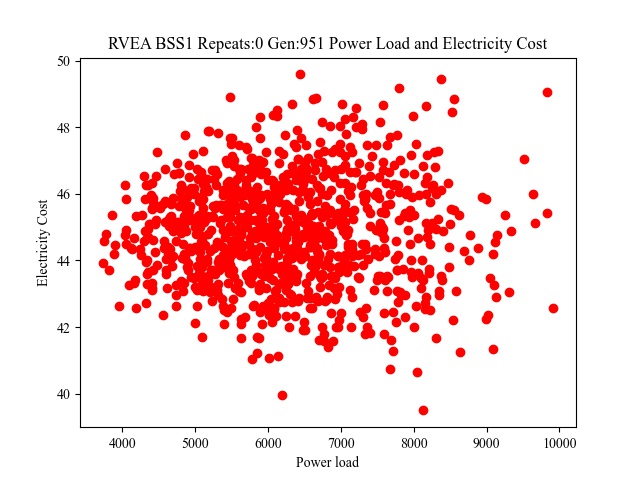 RVEA BSS1 Repeats:0 Gen:951 Power Load and Electricity Cost
50
48
46
44
42
40
Electricity Cost
4000 5000 6000 7000 8000 9000 10000
Power load